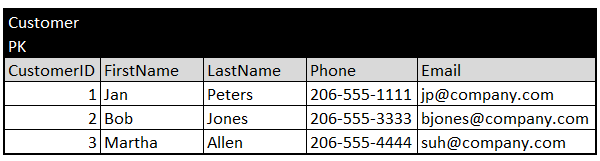 Customer
PK
CustomerID FirstName LastName Phone Email
1 Jan Peters 206-555-1111 jp@company.com
2 Bob Jones 206-555-3333 bjones@company.com
3 Martha Allen 206-555-4444 suh@company.com